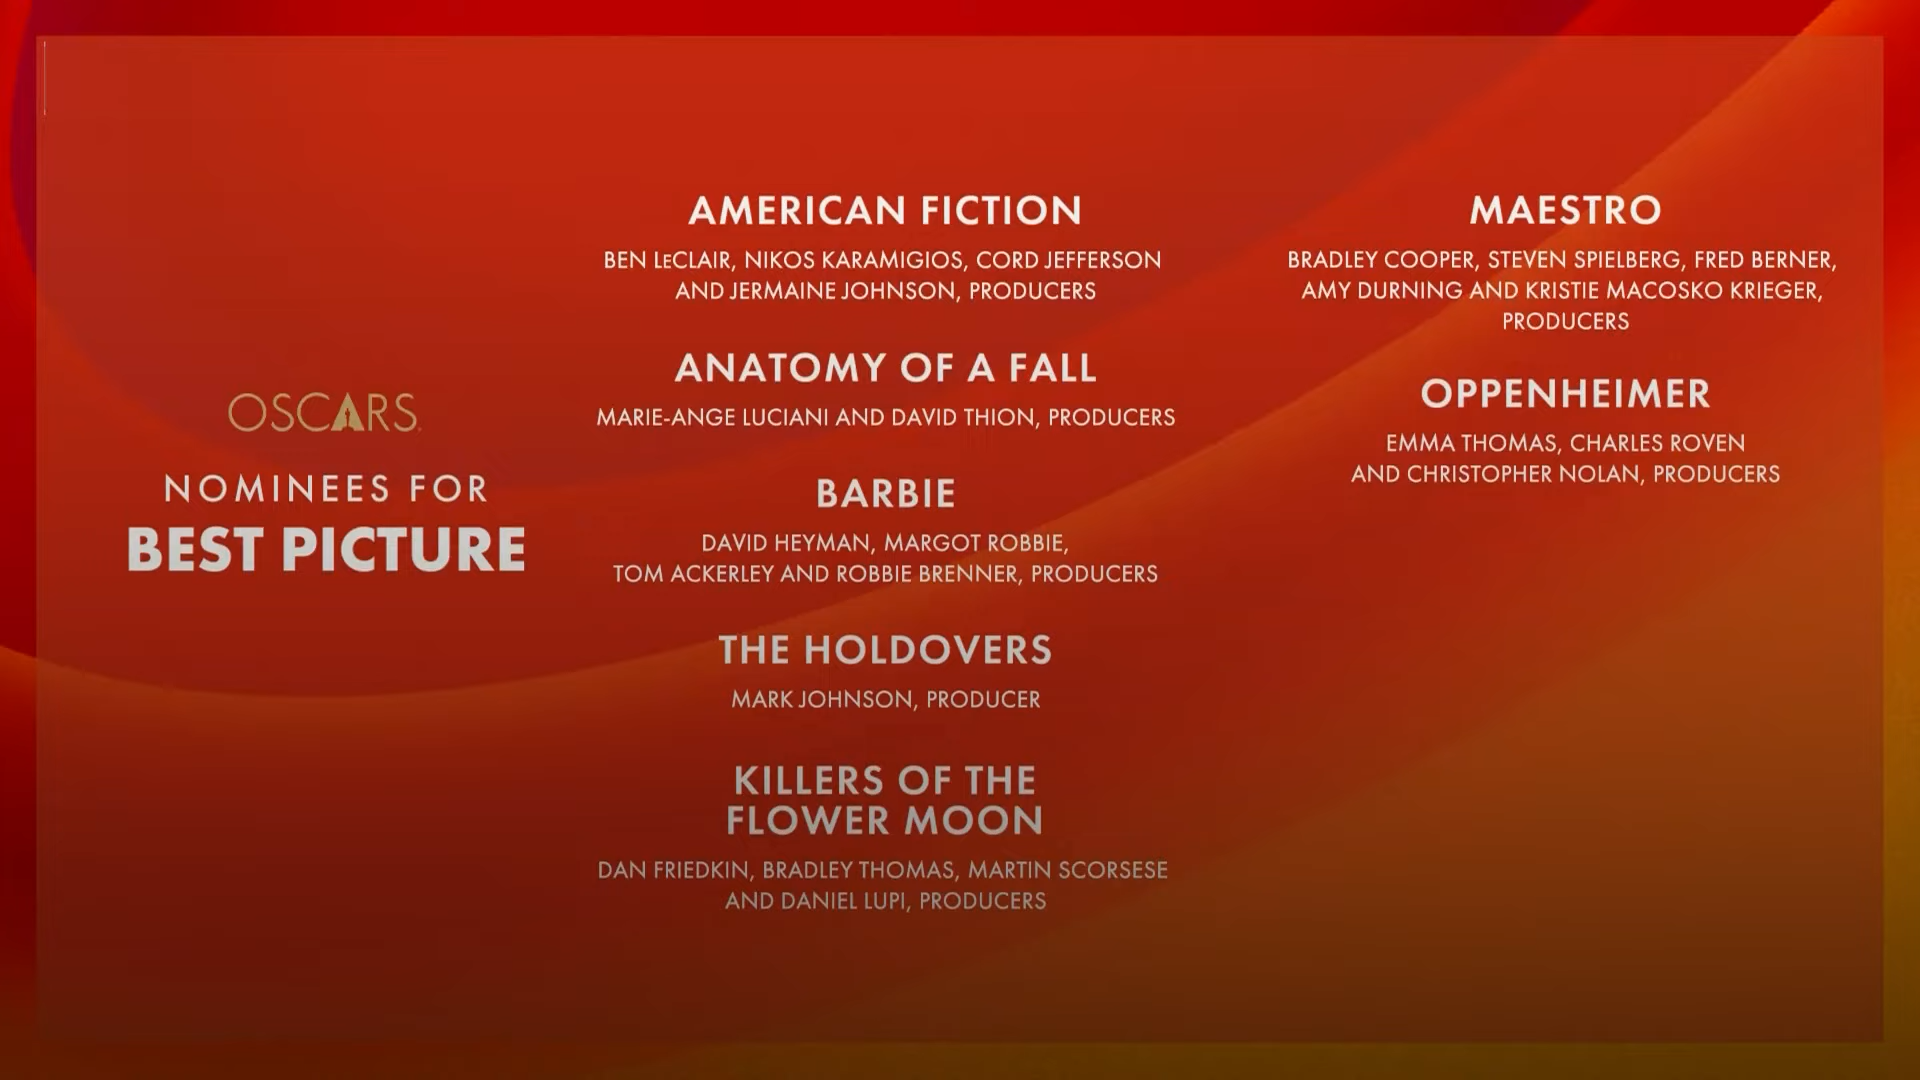 OSCARS
NOMINEES FOR
BEST PICTURE
AMERICAN FICTION
BEN LeCLAIR, NIKOS KARAMIGIOS, CORD JEFFERSON
AND JERMAINE JOHNSON, PRODUCERS
ANATOMY OF A FALL
MARIE-ANGE LUCIANI AND DAVID THION, PRODUCERS
BARBIE
DAVID HEYMAN, MARGOT ROBBIE,
TOM ACKERLEY AND ROBBIE BRENNER, PRODUCERS
THE HOLDOVERS
MARK JOHNSON, PRODUCER
KILLERS OF THE
FLOWER MOON
DAN FRIEDKIN, BRADLEY THOMAS, MARTIN SCORSESE
AND DANIEL LUPI, PRODUCERS
MAESTRO
BRADLEY COOPER, STEVEN SPIELBERG, FRED BERNER,
AMY DURNING AND KRISTIE MACOSKO KRIEGER,
PRODUCERS
OPPENHEIMER
EMMA THOMAS, CHARLES ROVEN
AND CHRISTOPHER NOLAN, PRODUCERS